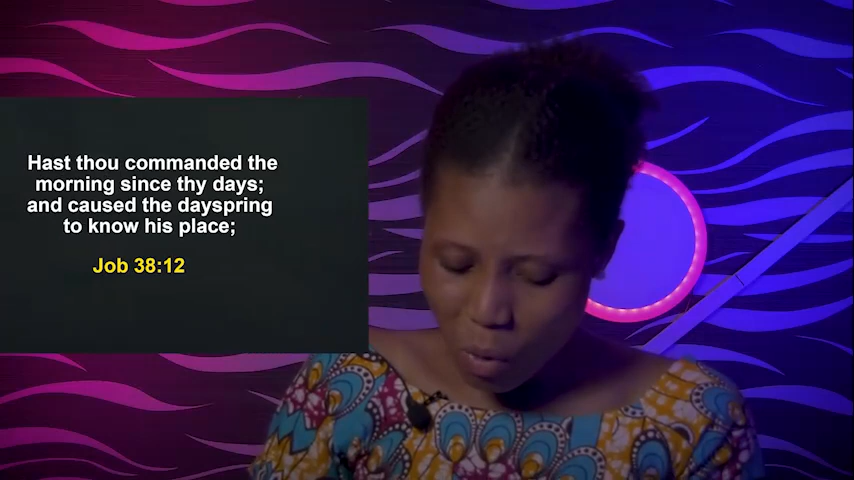 Hast thou commanded the
morning since thy days;
and caused the dayspring
to know his place;
Job 38:12